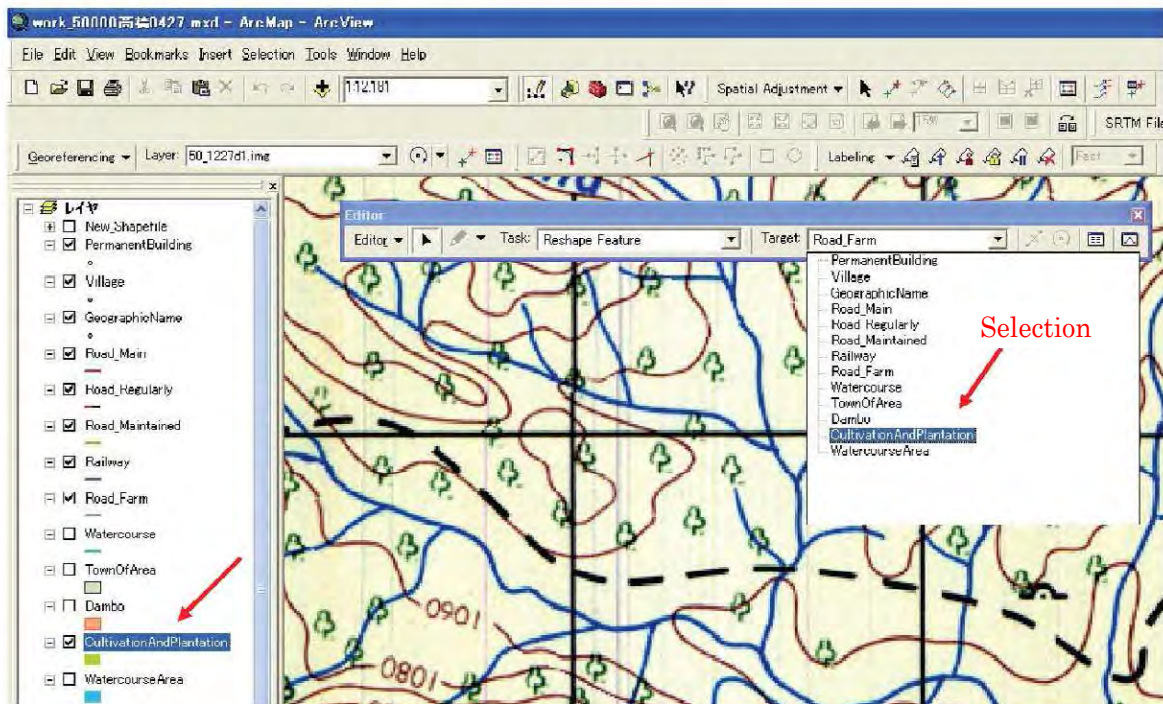 work_50000高橋0427.mxd - ArcMap - ArcView
File Edit View Bookmarks Insert Selection Tools Window Help
1:12,181
Spatial Adjustment
15%
SRTM File
Georeferencing Layer: 50_1227d1.img
Labeling
Fast
レイヤ
New_Shapefile
PermanentBuilding
Village
GeographicName
Road_Main
Road_Regularly
Road_Maintained
Railway
Road_Farm
Watercourse
TownOfArea
Dambo
CultivationAndPlantation
WatercourseArea
Editor
Editor Task: Reshape Feature Target: Road_Farm
PermanentBuilding
Village
GeographicName
Road_Main
Road_Regularly
Road_Maintained
Railway
Road_Farm
Watercourse
TownOfArea
Dambo
CultivationAndPlantation
WatercourseArea
Selection
1090
1080